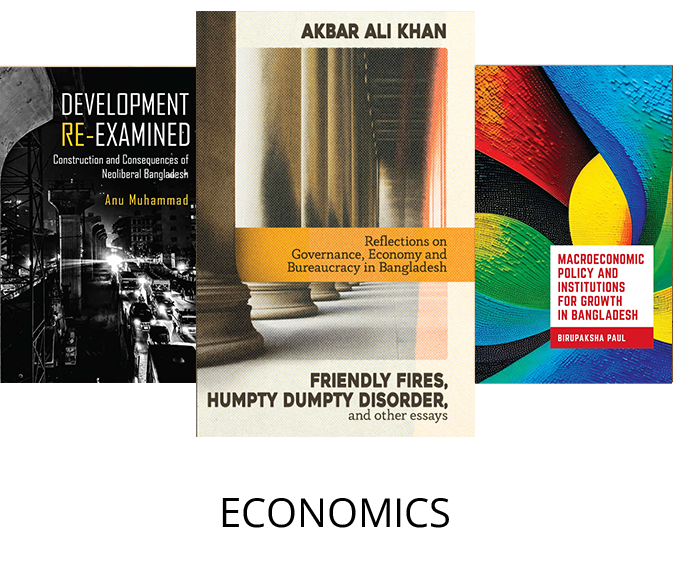 DEVELOPMENT
RE-EXAMINED
Construction and Consequences of
Neoliberal Bangladesh
Anu Muhammad
AKBAR ALI KHAN
Reflections on
Governance, Economy and
Bureaucracy in Bangladesh
FRIENDLY FIRES,
HUMPTY DUMPTY DISORDER,
and other essays
MACROECONOMIC
POLICY AND
INSTITUTIONS
FOR GROWTH
IN BANGLADESH
BIRUPAKSHA PAUL
ECONOMICS